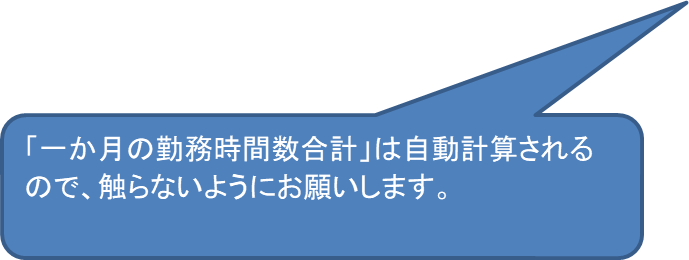 「一か月の勤務時間数合計」は自動計算される
ので、触らないようにお願いします。